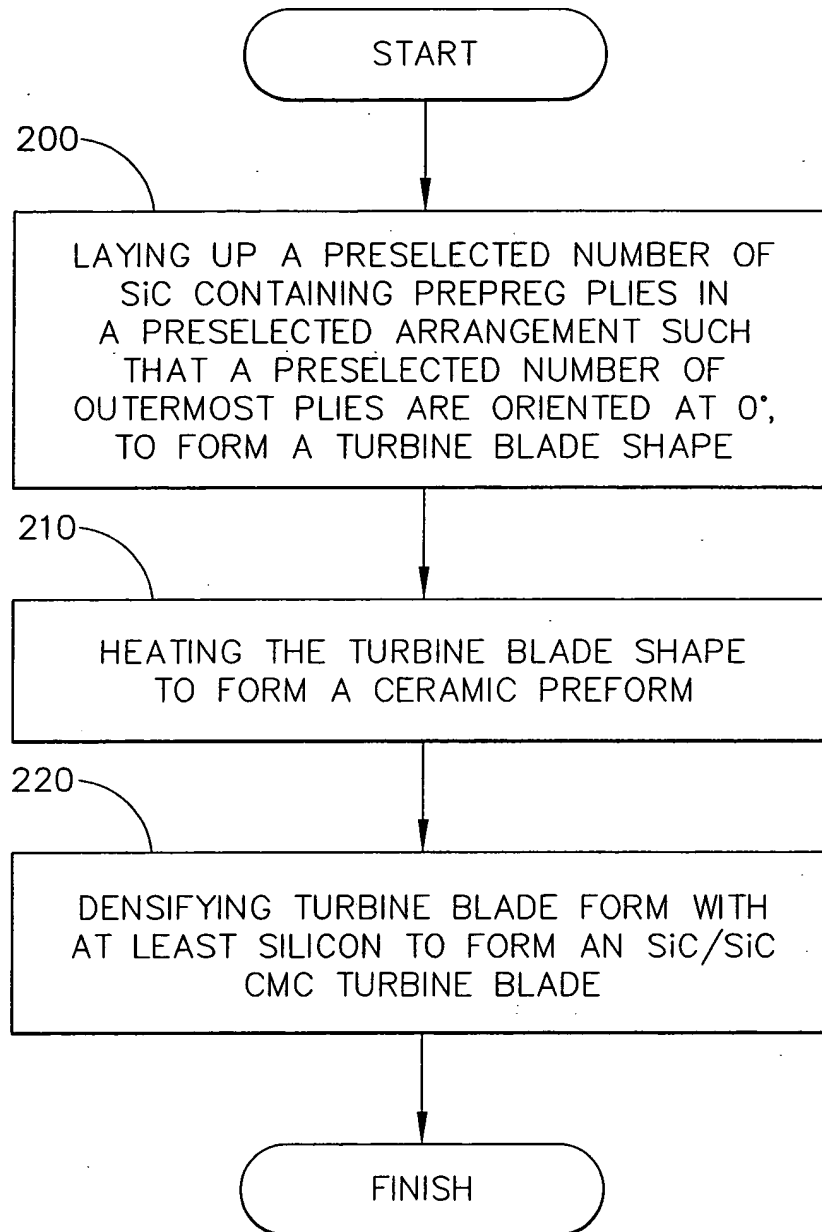 START
200
LAYING UP A PRESELECTED NUMBER OF
SiC CONTAINING PREPREG PLIES IN
A PRESELECTED ARRANGEMENT SUCH
THAT A PRESELECTED NUMBER OF
OUTERMOST PLIES ARE ORIENTED AT 0°,
TO FORM A TURBINE BLADE SHAPE
210
HEATING THE TURBINE BLADE SHAPE
TO FORM A CERAMIC PREFORM
220
DENSIFYING TURBINE BLADE FORM WITH
AT LEAST SILICON TO FORM AN SiC/SiC
CMC TURBINE BLADE
FINISH